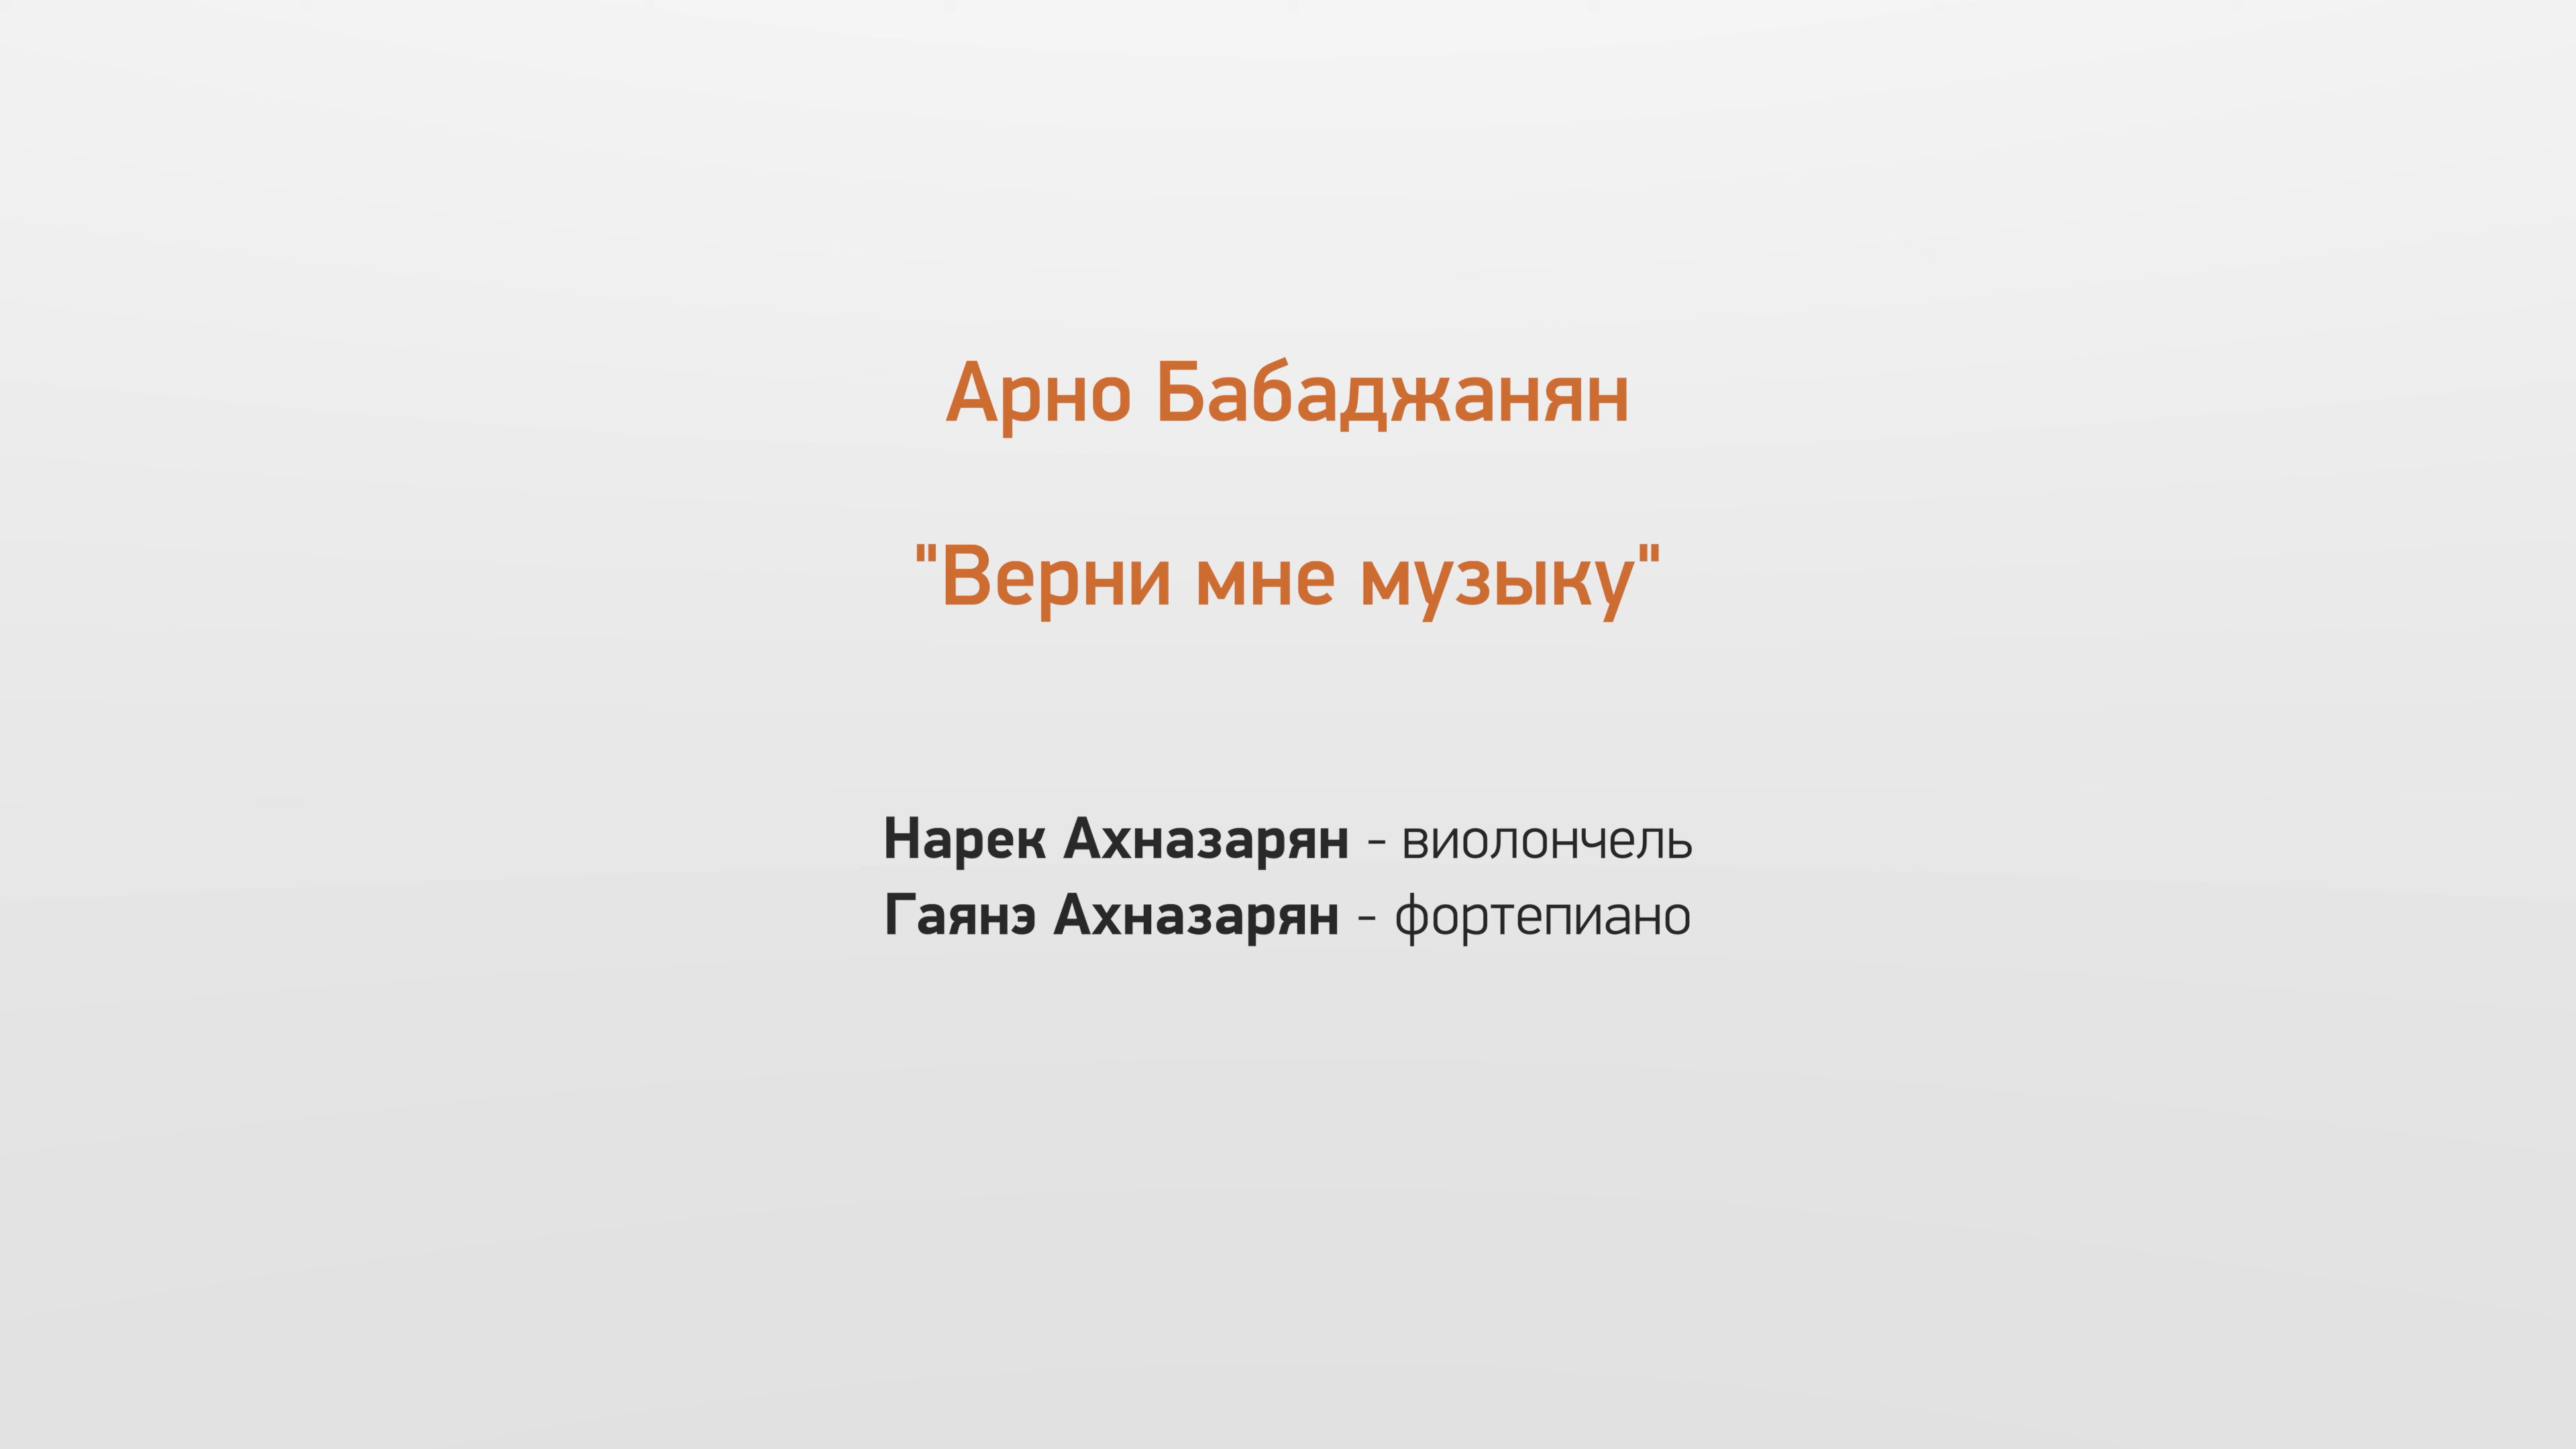 Арно Бабаджанян
"Верни мне музыку"
Нарек Ахназарян - виолончель
Гаянэ Ахназарян - фортепиано